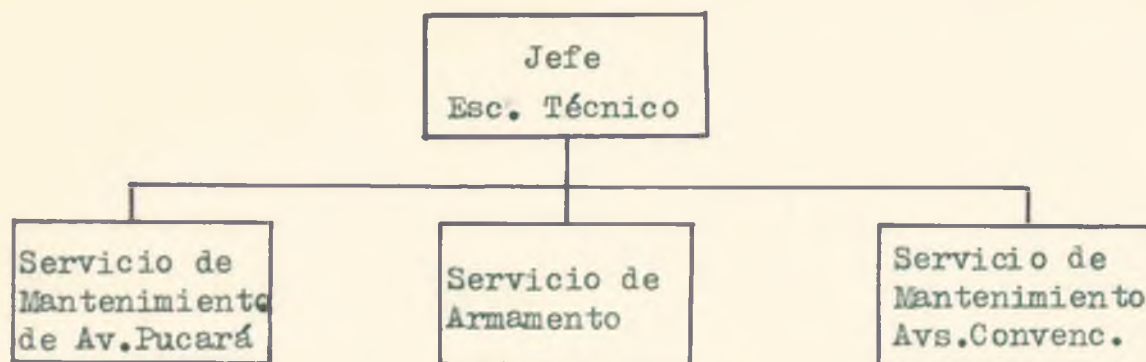 Jefe
Esc. Técnico
Servicio de
Mantenimiento
de Av.Pucará
Servicio de
Armamento
Servicio de
Mantenimiento
Avs.Convenc.